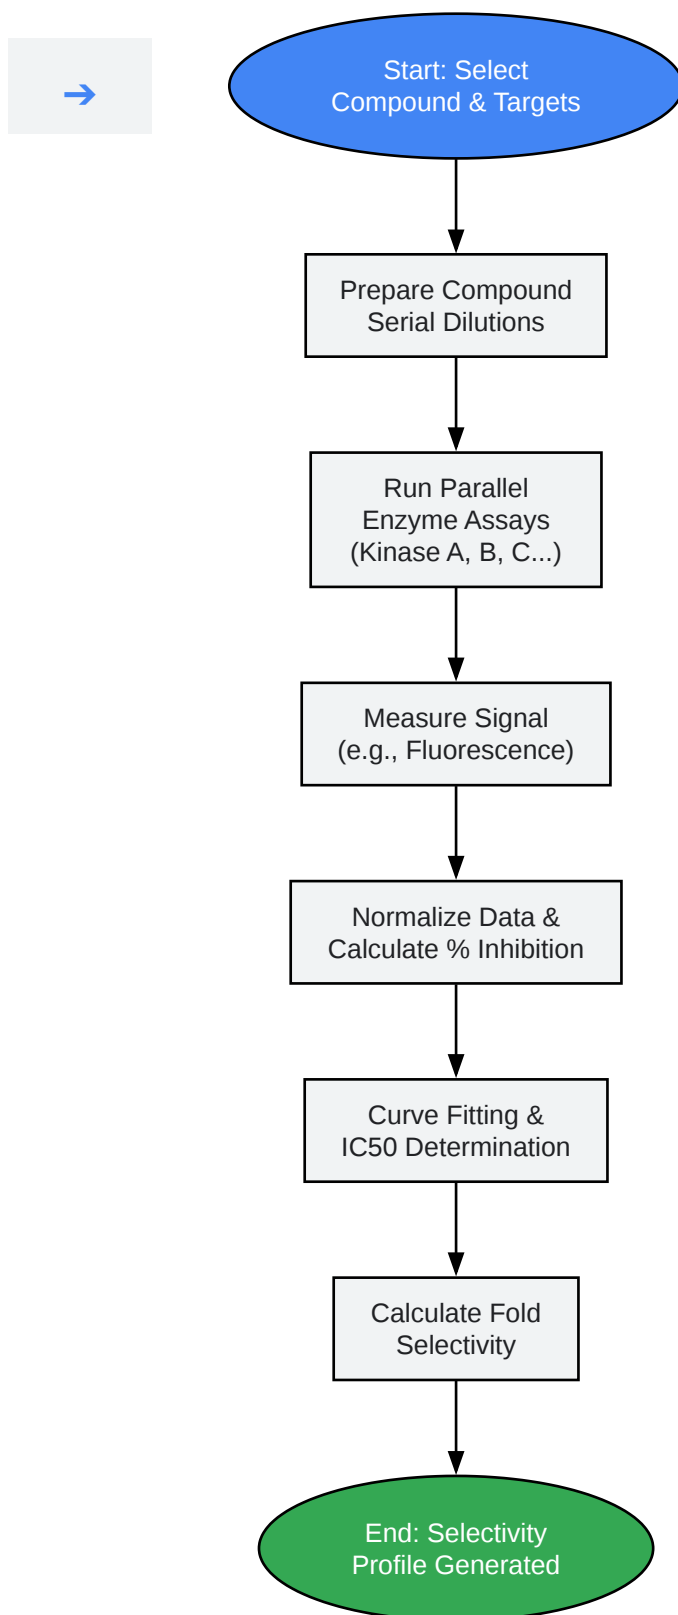 Start: Select
Compound & Targets
Prepare Compound
Serial Dilutions
Run Parallel
Enzyme Assays
(Kinase A, B, C...)
Measure Signal
(e.g., Fluorescence)
Normalize Data &
Calculate % Inhibition
Curve Fitting &
IC50 Determination
Calculate Fold
Selectivity
End: Selectivity
Profile Generated